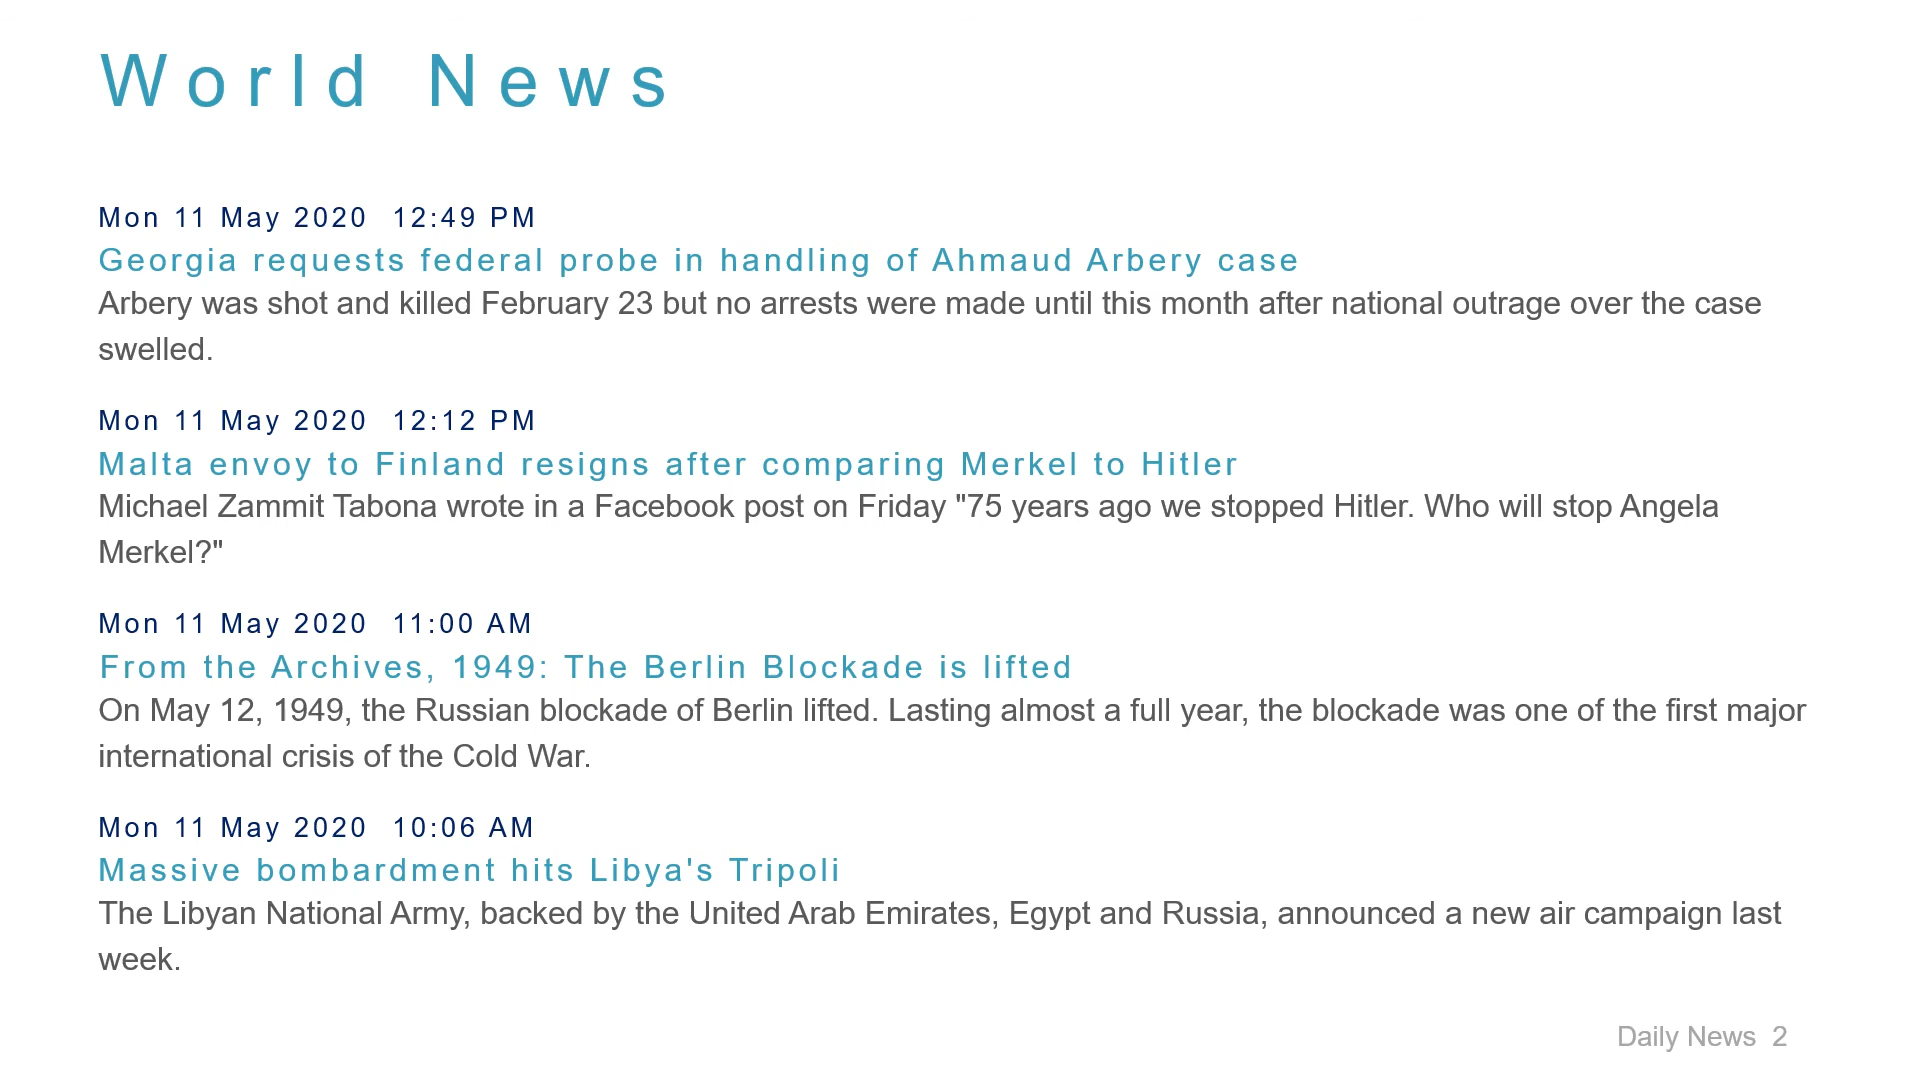 World News
Mon 11 May 2020 12:49 PM
Georgia requests federal probe in handling of Ahmaud Arbery case
Arbery was shot and killed February 23 but no arrests were made until this month after national outrage over the case
swelled.
Mon 11 May 2020 12:12 PM
Malta envoy to Finland resigns after comparing Merkel to Hitler
Michael Zammit Tabona wrote in a Facebook post on Friday "75 years ago we stopped Hitler. Who will stop Angela
Merkel?"
Mon 11 May 2020 11:00 AM
From the Archives, 1949: The Berlin Blockade is lifted
On May 12, 1949, the Russian blockade of Berlin lifted. Lasting almost a full year, the blockade was one of the first major
international crisis of the Cold War.
Mon 11 May 2020 10:06 AM
Massive bombardment hits Libya's Tripoli
The Libyan National Army, backed by the United Arab Emirates, Egypt and Russia, announced a new air campaign last
week.
Daily News 2